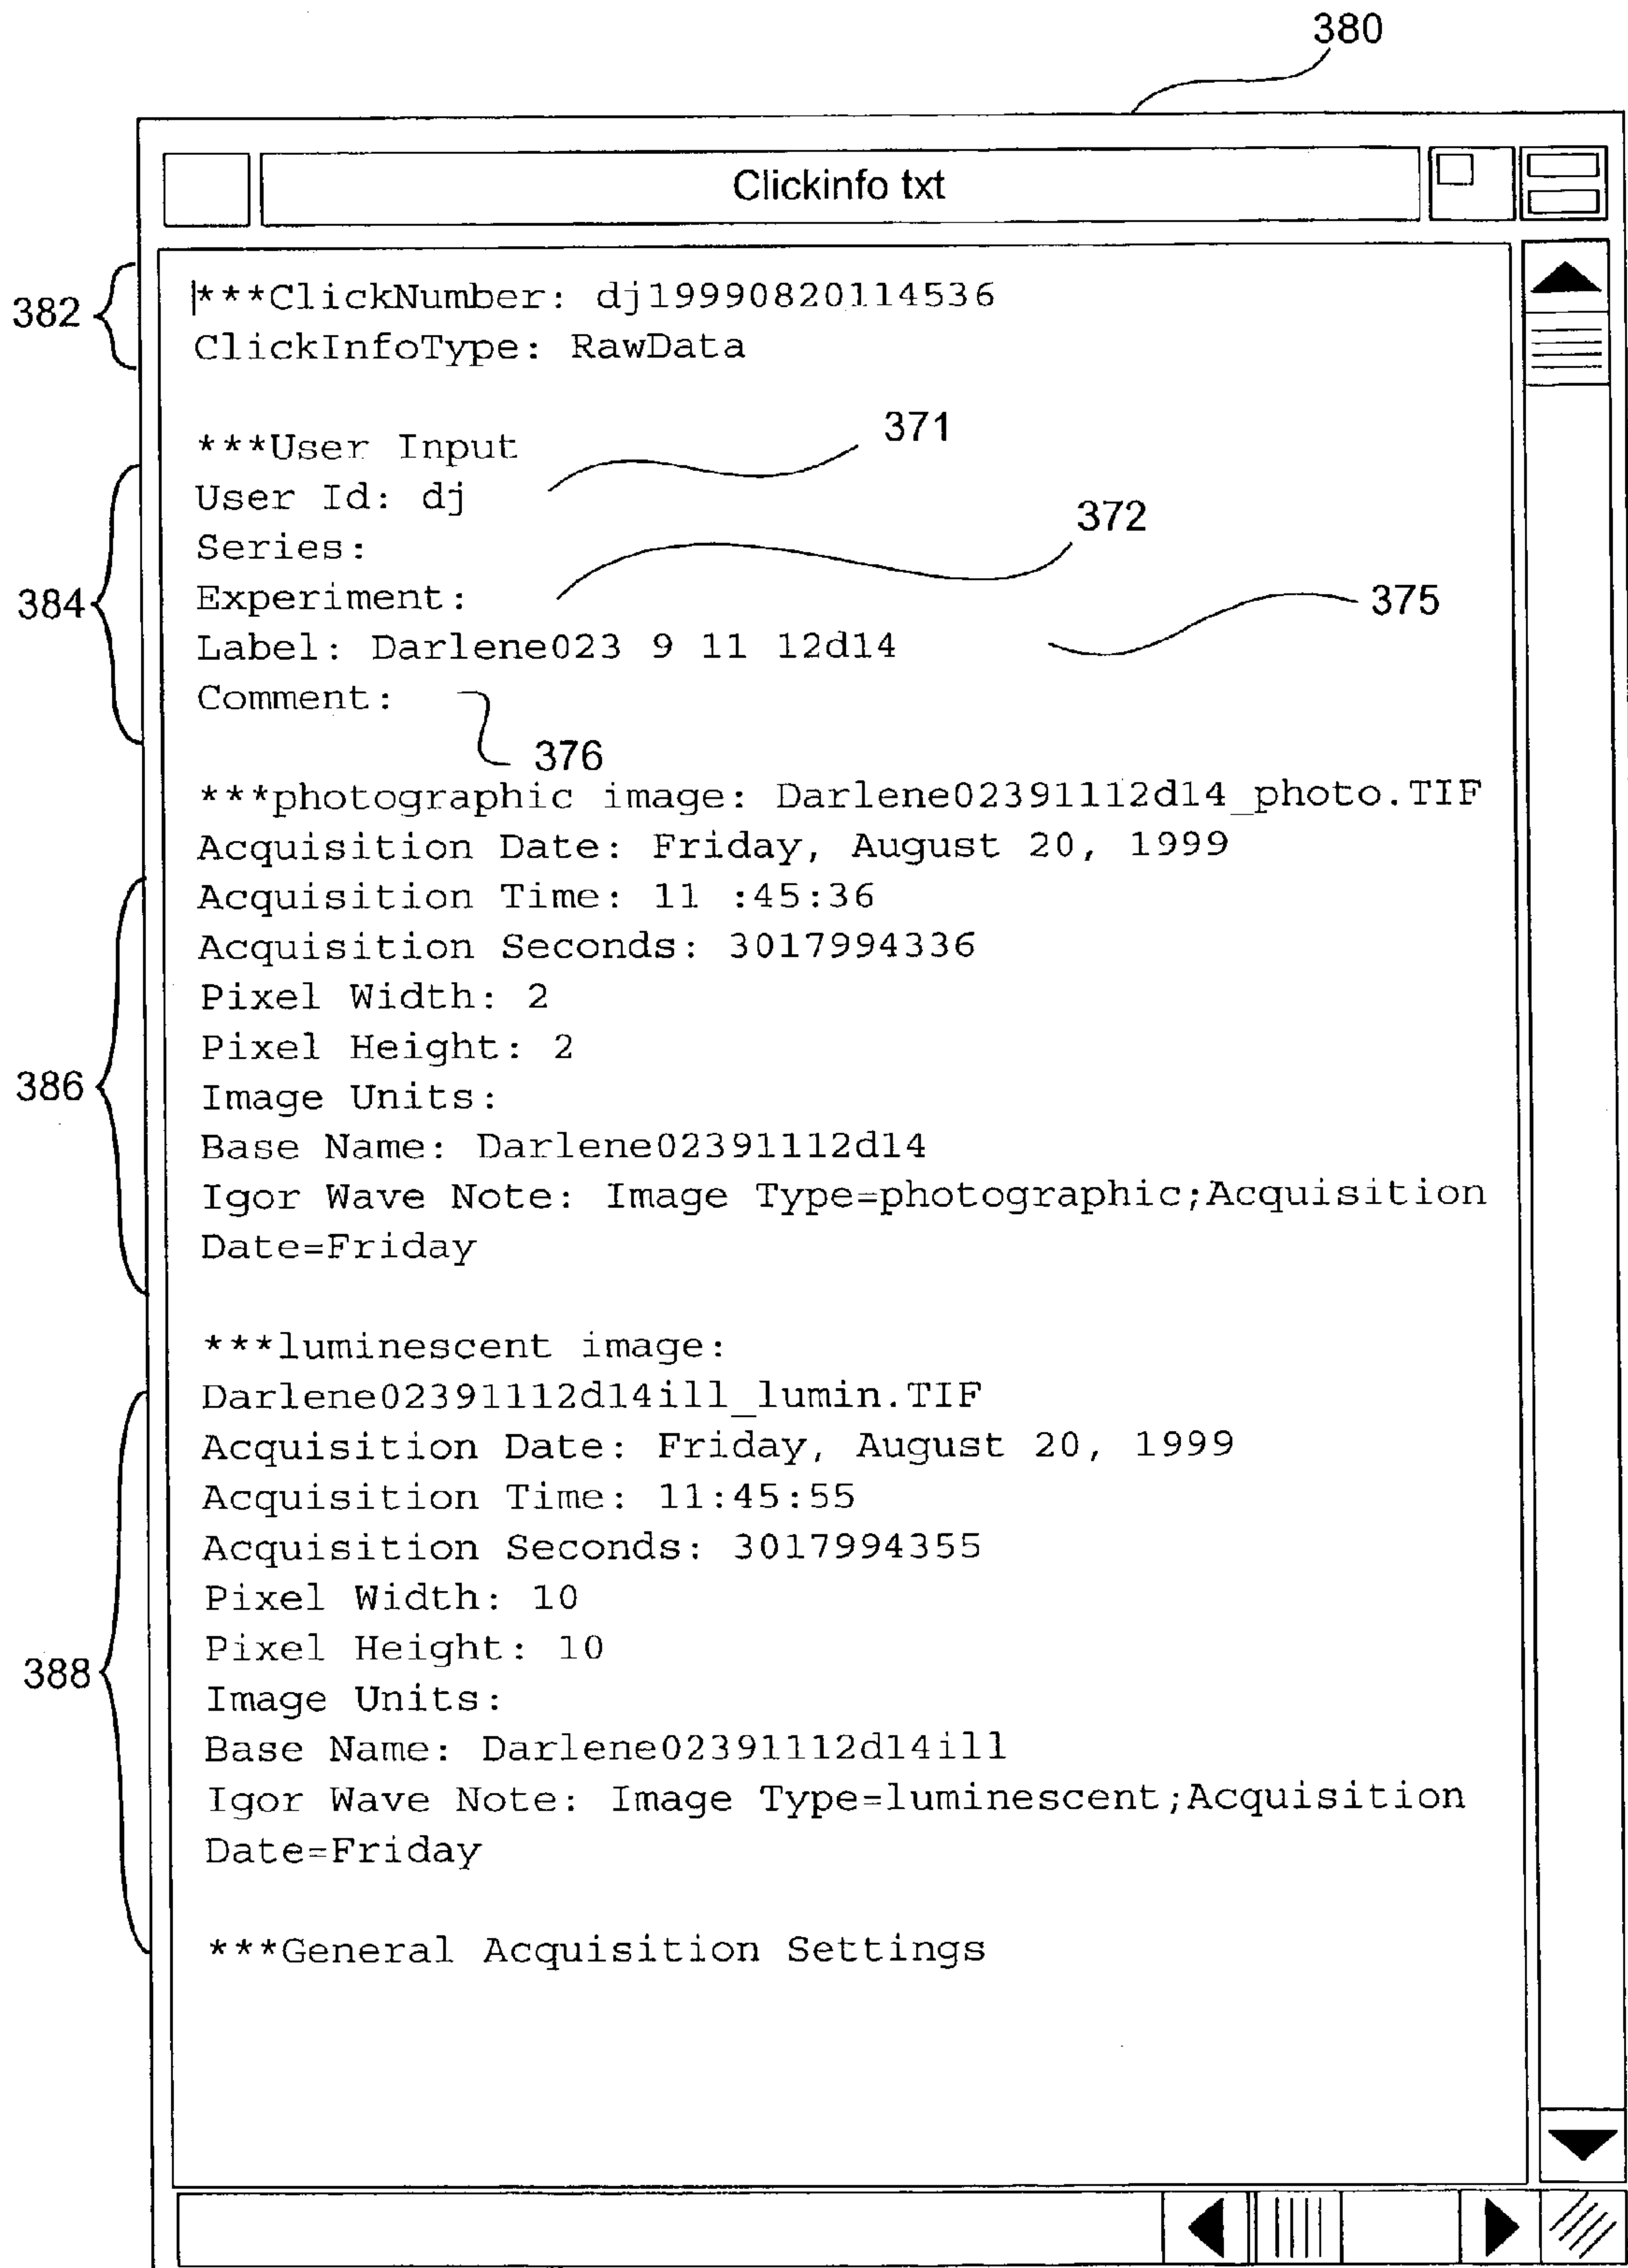 380
Clickinfo txt
382
***ClickNumber: dj19990820114536
ClickInfoType: RawData
384
***User Input
371
User Id: dj
Series:
372
Experiment:
375
Label: Darlene023 9 11 12d14
Comment:
376
386
***photographic image: Darlene02391112d14_photo.TIF
Acquisition Date: Friday, August 20, 1999
Acquisition Time: 11 :45:36
Acquisition Seconds: 3017994336
Pixel Width: 2
Pixel Height: 2
Image Units:
Base Name: Darlene02391112d14
Igor Wave Note: Image Type=photographic;Acquisition
Date=Friday
388
***luminescent image:
Darlene02391112d14ill_lumin.TIF
Acquisition Date: Friday, August 20, 1999
Acquisition Time: 11:45:55
Acquisition Seconds: 3017994355
Pixel Width: 10
Pixel Height: 10
Image Units:
Base Name: Darlene02391112d14ill
Igor Wave Note: Image Type=luminescent;Acquisition
Date=Friday
***General Acquisition Settings